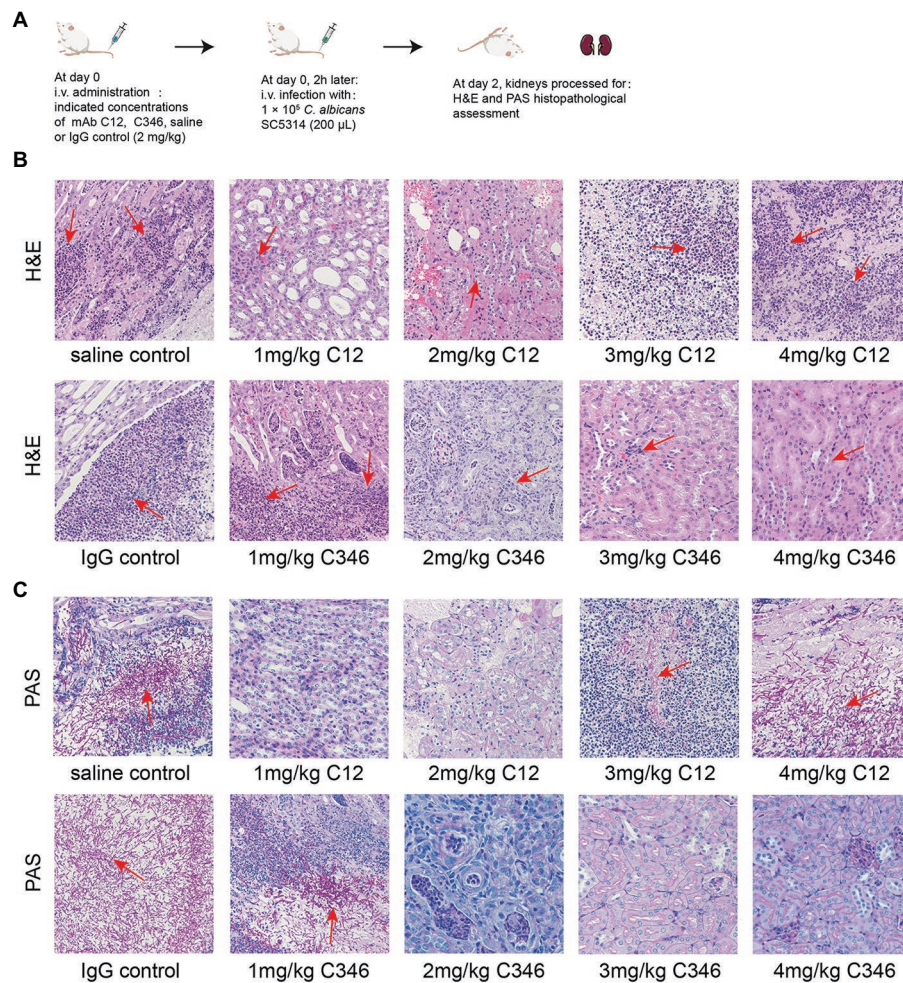 A
At day 0
i.v. administration :
indicated concentrations
of mAb C12, C346, saline
or IgG control (2 mg/kg)
At day 0, 2h later:
i.v. infection with:
1 × 10⁵ C. albicans
SC5314 (200 µL)
At day 2, kidneys processed for:
H&E and PAS histopathological
assessment
B
H&E
saline control
1mg/kg C12
2mg/kg C12
3mg/kg C12
4mg/kg C12
H&E
IgG control
1mg/kg C346
2mg/kg C346
3mg/kg C346
4mg/kg C346
C
PAS
saline control
1mg/kg C12
2mg/kg C12
3mg/kg C12
4mg/kg C12
PAS
IgG control
1mg/kg C346
2mg/kg C346
3mg/kg C346
4mg/kg C346